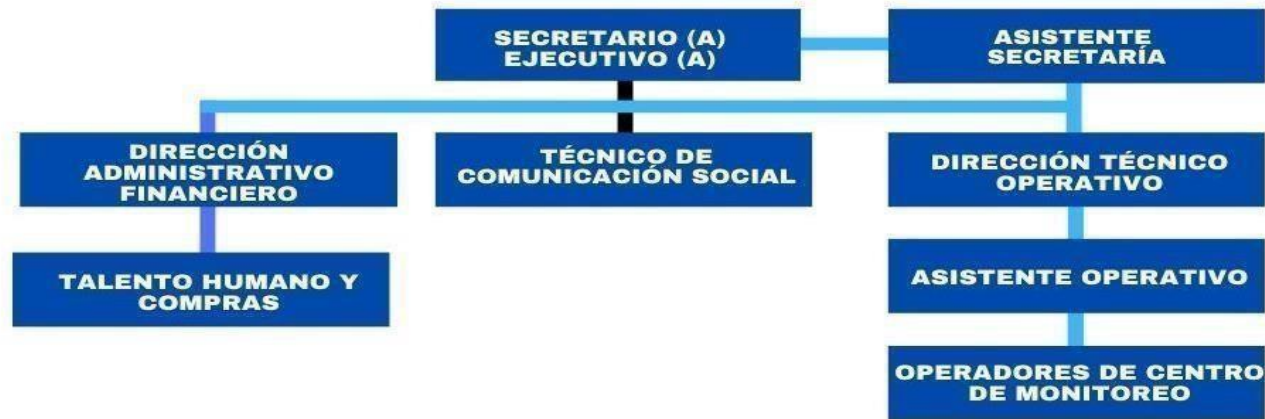 SECRETARIO (A)
EJECUTIVO (A)
ASISTENTE
SECRETARÍA
DIRECCIÓN
ADMINISTRATIVO
FINANCIERO
TÉCNICO DE
COMUNICACIÓN SOCIAL
DIRECCIÓN TÉCNICO
OPERATIVO
TALENTO HUMANO Y
COMPRAS
ASISTENTE OPERATIVO
OPERADORES DE CENTRO
DE MONITOREO